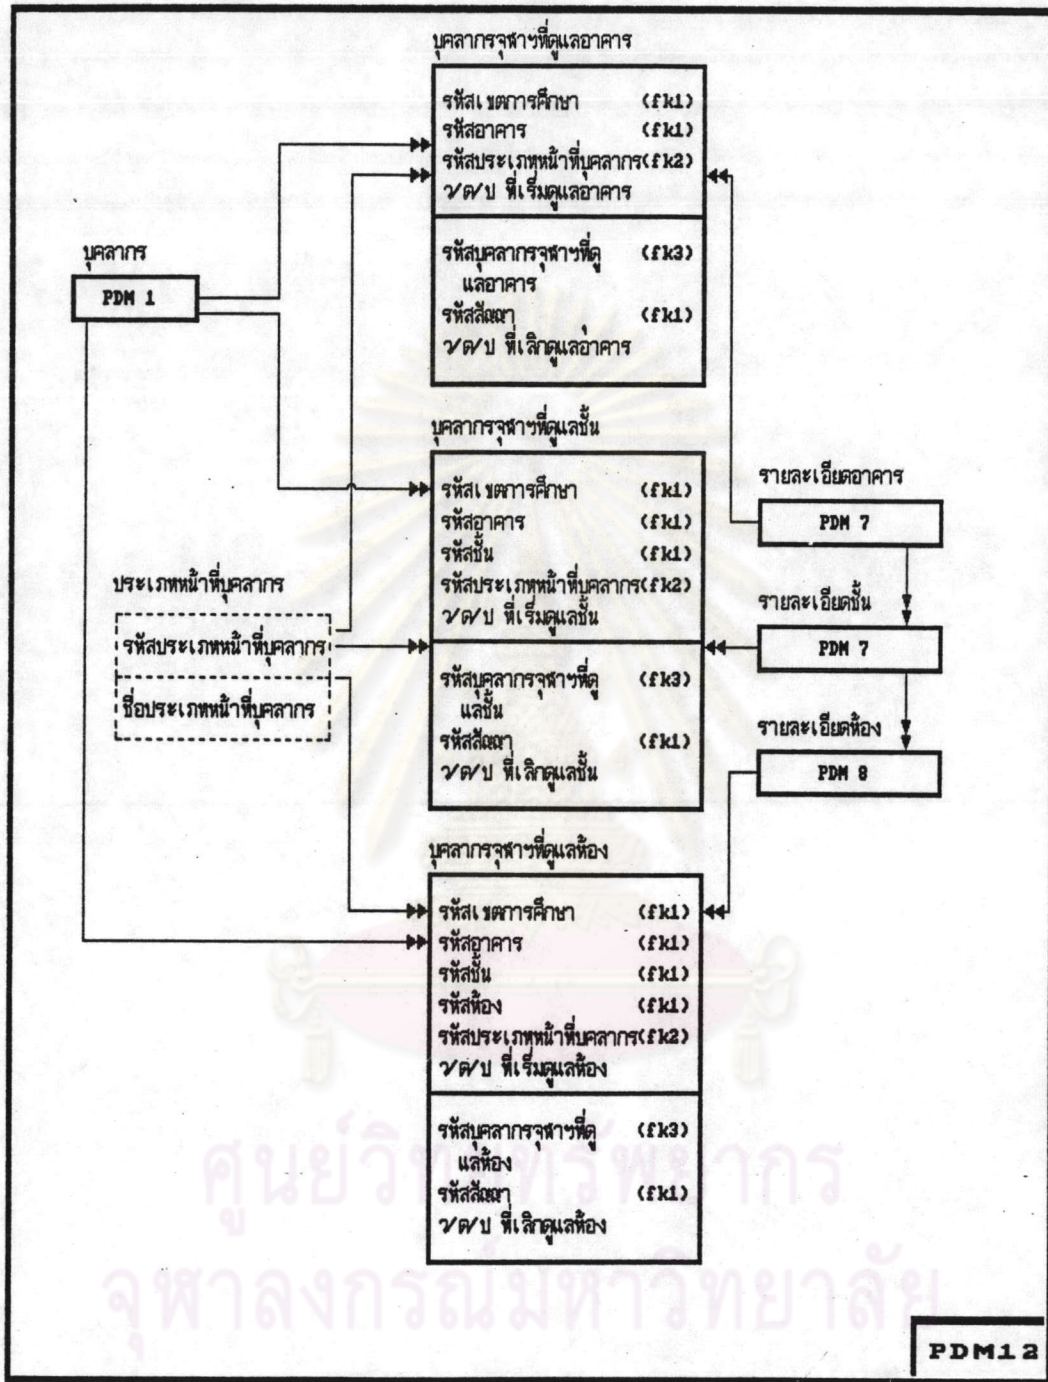 บุคลากรจุฬาฯที่ดูแลอาคาร
รหัสเขตการศึกษา (fk1)
รหัสอาคาร (fk1)
รหัสประเภทหน้าที่บุคลากร(fk2)
ว/ด/ป ที่เริ่มดูแลอาคาร
รหัสบุคลากรจุฬาฯที่ดู (fk3)
แลอาคาร
รหัสสัญญา (fk1)
ว/ด/ป ที่เลิกดูแลอาคาร
บุคลากร
PDM 1
บุคลากรจุฬาฯที่ดูแลชั้น
รหัสเขตการศึกษา (fk1)
รหัสอาคาร (fk1)
รหัสชั้น (fk1)
รหัสประเภทหน้าที่บุคลากร(fk2)
ว/ด/ป ที่เริ่มดูแลชั้น
รหัสบุคลากรจุฬาฯที่ดู (fk3)
แลชั้น
รหัสสัญญา (fk1)
ว/ด/ป ที่เลิกดูแลชั้น
รายละเอียดอาคาร
PDM 7
รายละเอียดชั้น
PDM 7
รายละเอียดห้อง
PDM 8
ประเภทหน้าที่บุคลากร
รหัสประเภทหน้าที่บุคลากร
ชื่อประเภทหน้าที่บุคลากร
บุคลากรจุฬาฯที่ดูแลห้อง
รหัสเขตการศึกษา (fk1)
รหัสอาคาร (fk1)
รหัสชั้น (fk1)
รหัสห้อง (fk1)
รหัสประเภทหน้าที่บุคลากร(fk2)
ว/ด/ป ที่เริ่มดูแลห้อง
รหัสบุคลากรจุฬาฯที่ดู (fk3)
แลห้อง
รหัสสัญญา (fk1)
ว/ด/ป ที่เลิกดูแลห้อง
ศูนย์วิทยทรัพยากร
จุฬาลงกรณ์มหาวิทยาลัย
PDM12